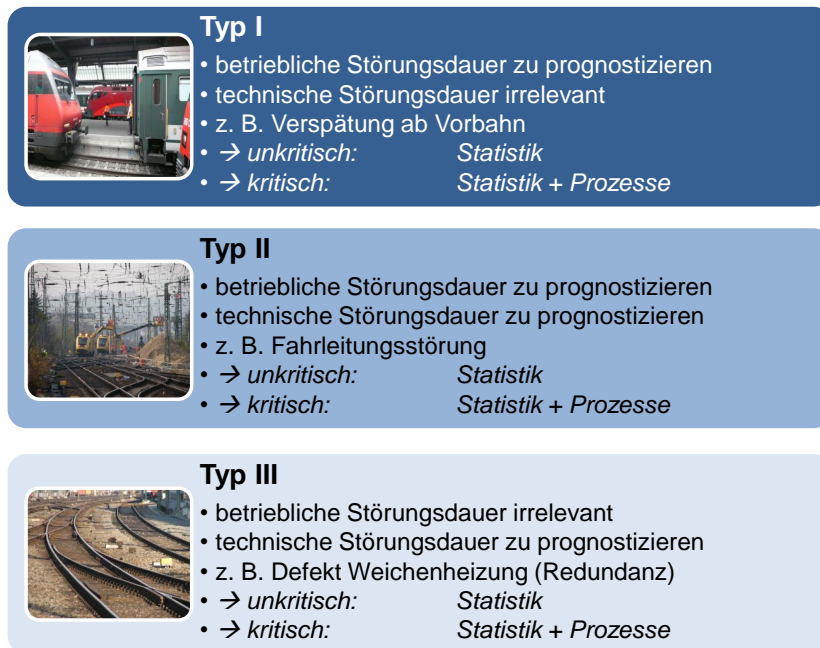 Typ I
• betriebliche Störungsdauer zu prognostizieren
• technische Störungsdauer irrelevant
• z. B. Verspätung ab Vorbahn
• → unkritisch: Statistik
• → kritisch: Statistik + Prozesse
Typ II
• betriebliche Störungsdauer zu prognostizieren
• technische Störungsdauer zu prognostizieren
• z. B. Fahrleitungsstörung
• → unkritisch: Statistik
• → kritisch: Statistik + Prozesse
Typ III
• betriebliche Störungsdauer irrelevant
• technische Störungsdauer zu prognostizieren
• z. B. Defekt Weichenheizung (Redundanz)
• → unkritisch: Statistik
• → kritisch: Statistik + Prozesse